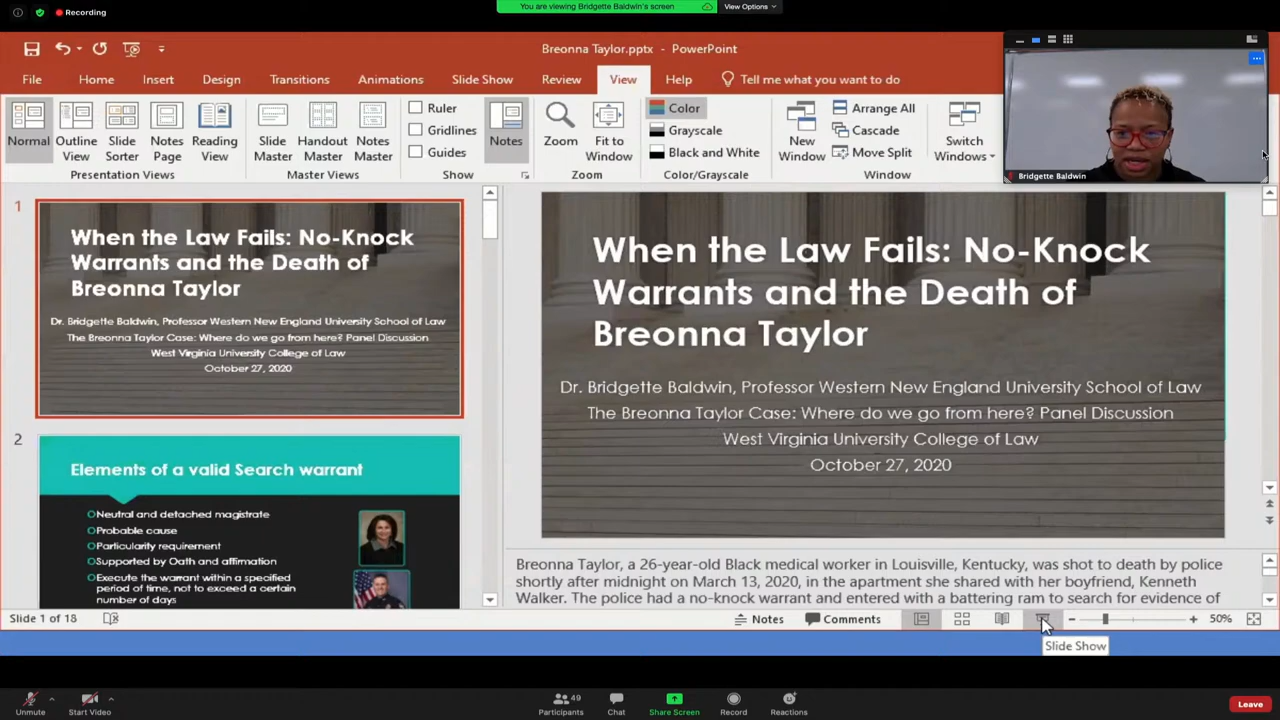 Recording
You are viewing Bridgette Baldwin's screen
View Options
Breonna Taylor.pptx - PowerPoint
File Home Insert Design Transitions Animations Slide Show Review View Help Tell me what you want to do
Normal
Outline View
Slide Sorter
Notes Page
Reading View
Presentation Views
Slide Master
Handout Master
Notes Master
Master Views
Ruler
Gridlines
Guides
Show
Notes
Zoom
Fit to Window
Zoom
Color
Grayscale
Black and White
Color/Grayscale
New Window
Arrange All
Cascade
Move Split
Window
Switch Windows
Bridgette Baldwin
1
When the Law Fails: No-Knock
Warrants and the Death of
Breonna Taylor
Dr. Bridgette Baldwin, Professor Western New England University School of Law
The Breonna Taylor Case: Where do we go from here? Panel Discussion
West Virginia University College of Law
October 27, 2020
2
Elements of a valid Search warrant
Neutral and detached magistrate
Probable cause
Particularity requirement
Supported by Oath and affirmation
Execute the warrant within a specified
period of time, not to exceed a certain
number of days
When the Law Fails: No-Knock
Warrants and the Death of
Breonna Taylor
Dr. Bridgette Baldwin, Professor Western New England University School of Law
The Breonna Taylor Case: Where do we go from here? Panel Discussion
West Virginia University College of Law
October 27, 2020
Breonna Taylor, a 26-year-old Black medical worker in Louisville, Kentucky, was shot to death by police
shortly after midnight on March 13, 2020, in the apartment she shared with her boyfriend, Kenneth
Walker. The police had a no-knock warrant and entered with a battering ram to search for evidence of
Slide 1 of 18
Notes
Comments
50%
Slide Show
Unmute
Start Video
Participants
49
Chat
Share Screen
Record
Reactions
Leave